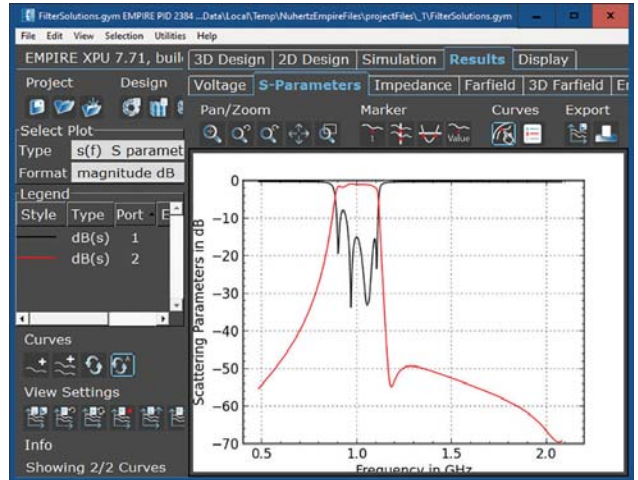 FilterSolutions.gym EMPIRE PID 2384 ...Data\Local\Temp\NuhertzEmpireFiles\projectFiles\_1\FilterSolutions.gym
File Edit View Selection Utilities Help
EMPIRE XPU 7.71, buil 3D Design 2D Design Simulation Results Display
Project Design Voltage S-Parameters Impedance Farfield 3D Farfield
Pan/Zoom Marker Curves Export
1 Value
Select Plot
Type s(f) S paramet
Format magnitude dB
Legend
Style Type Port E
dB(s) 1
dB(s) 2
Curves
View Settings
Info
Showing 2/2 Curves
Scattering Parameters in dB
0
−10
−20
−30
−40
−50
−60
−70
0.5 1.0 1.5 2.0
Frequency in GHz